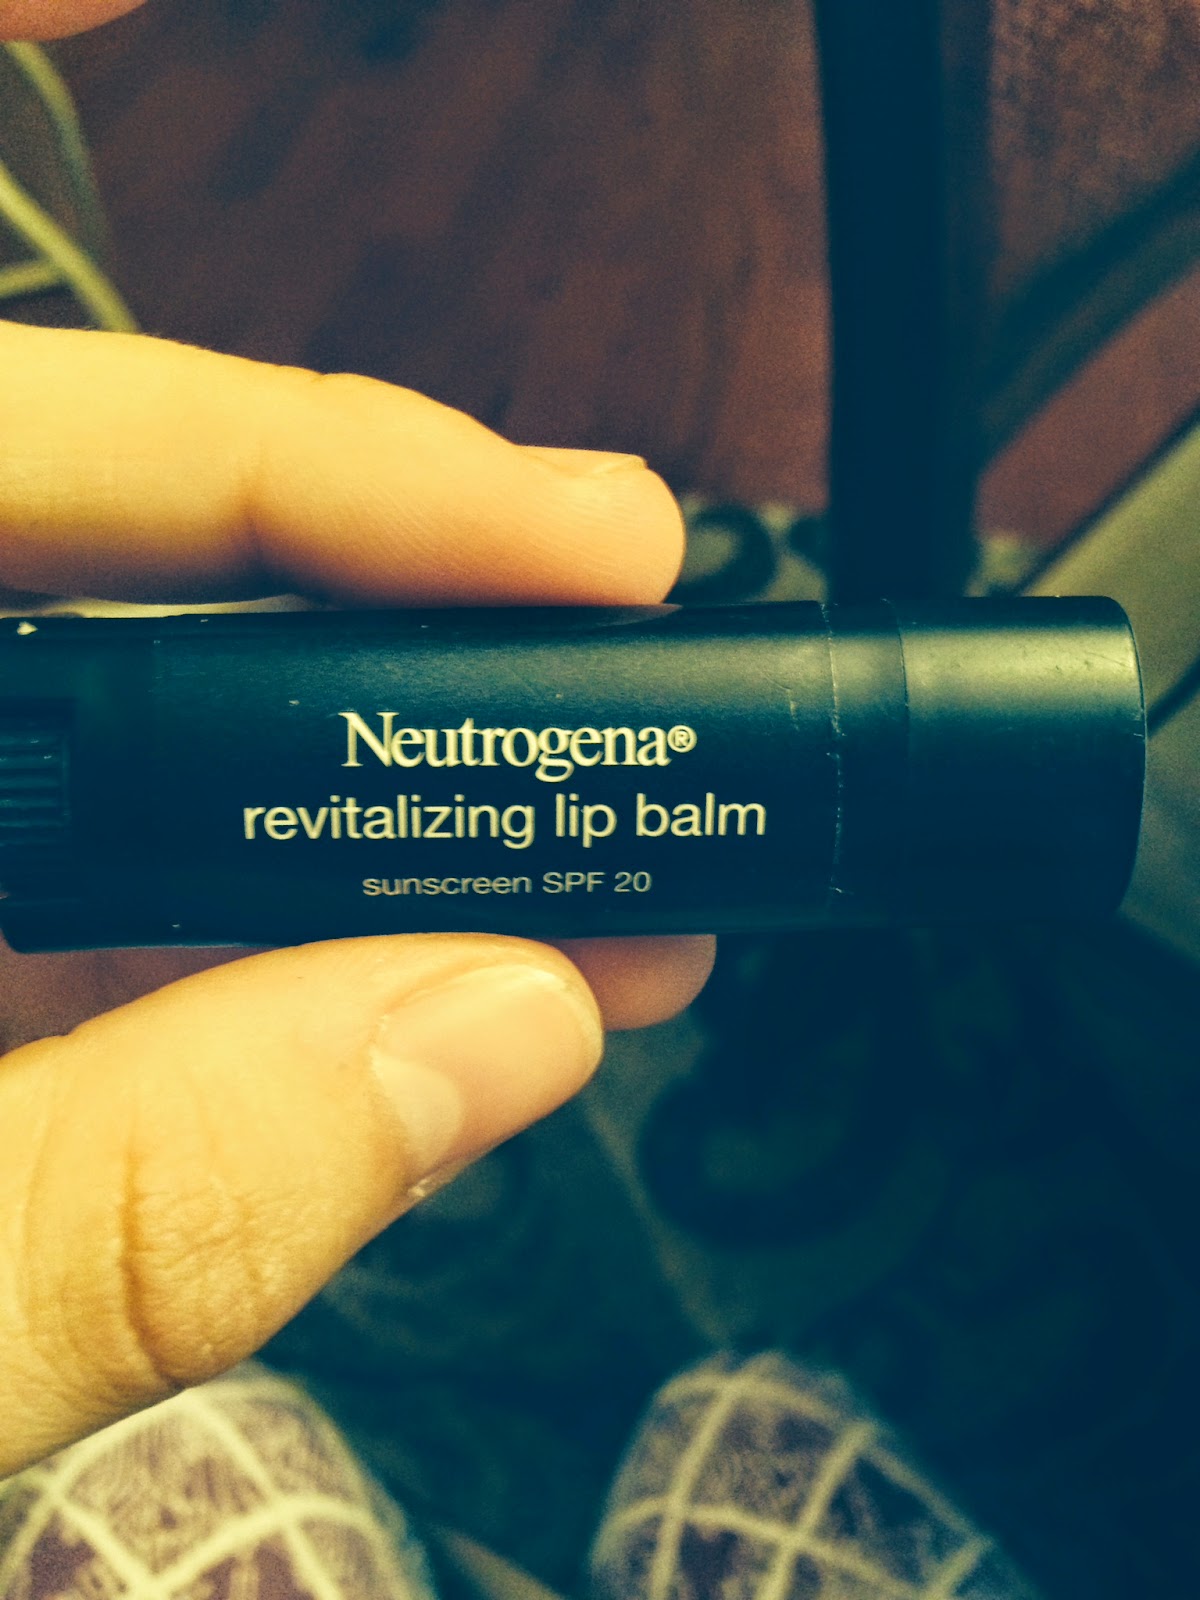 Neutrogena®
revitalizing lip balm
sunscreen SPF 20